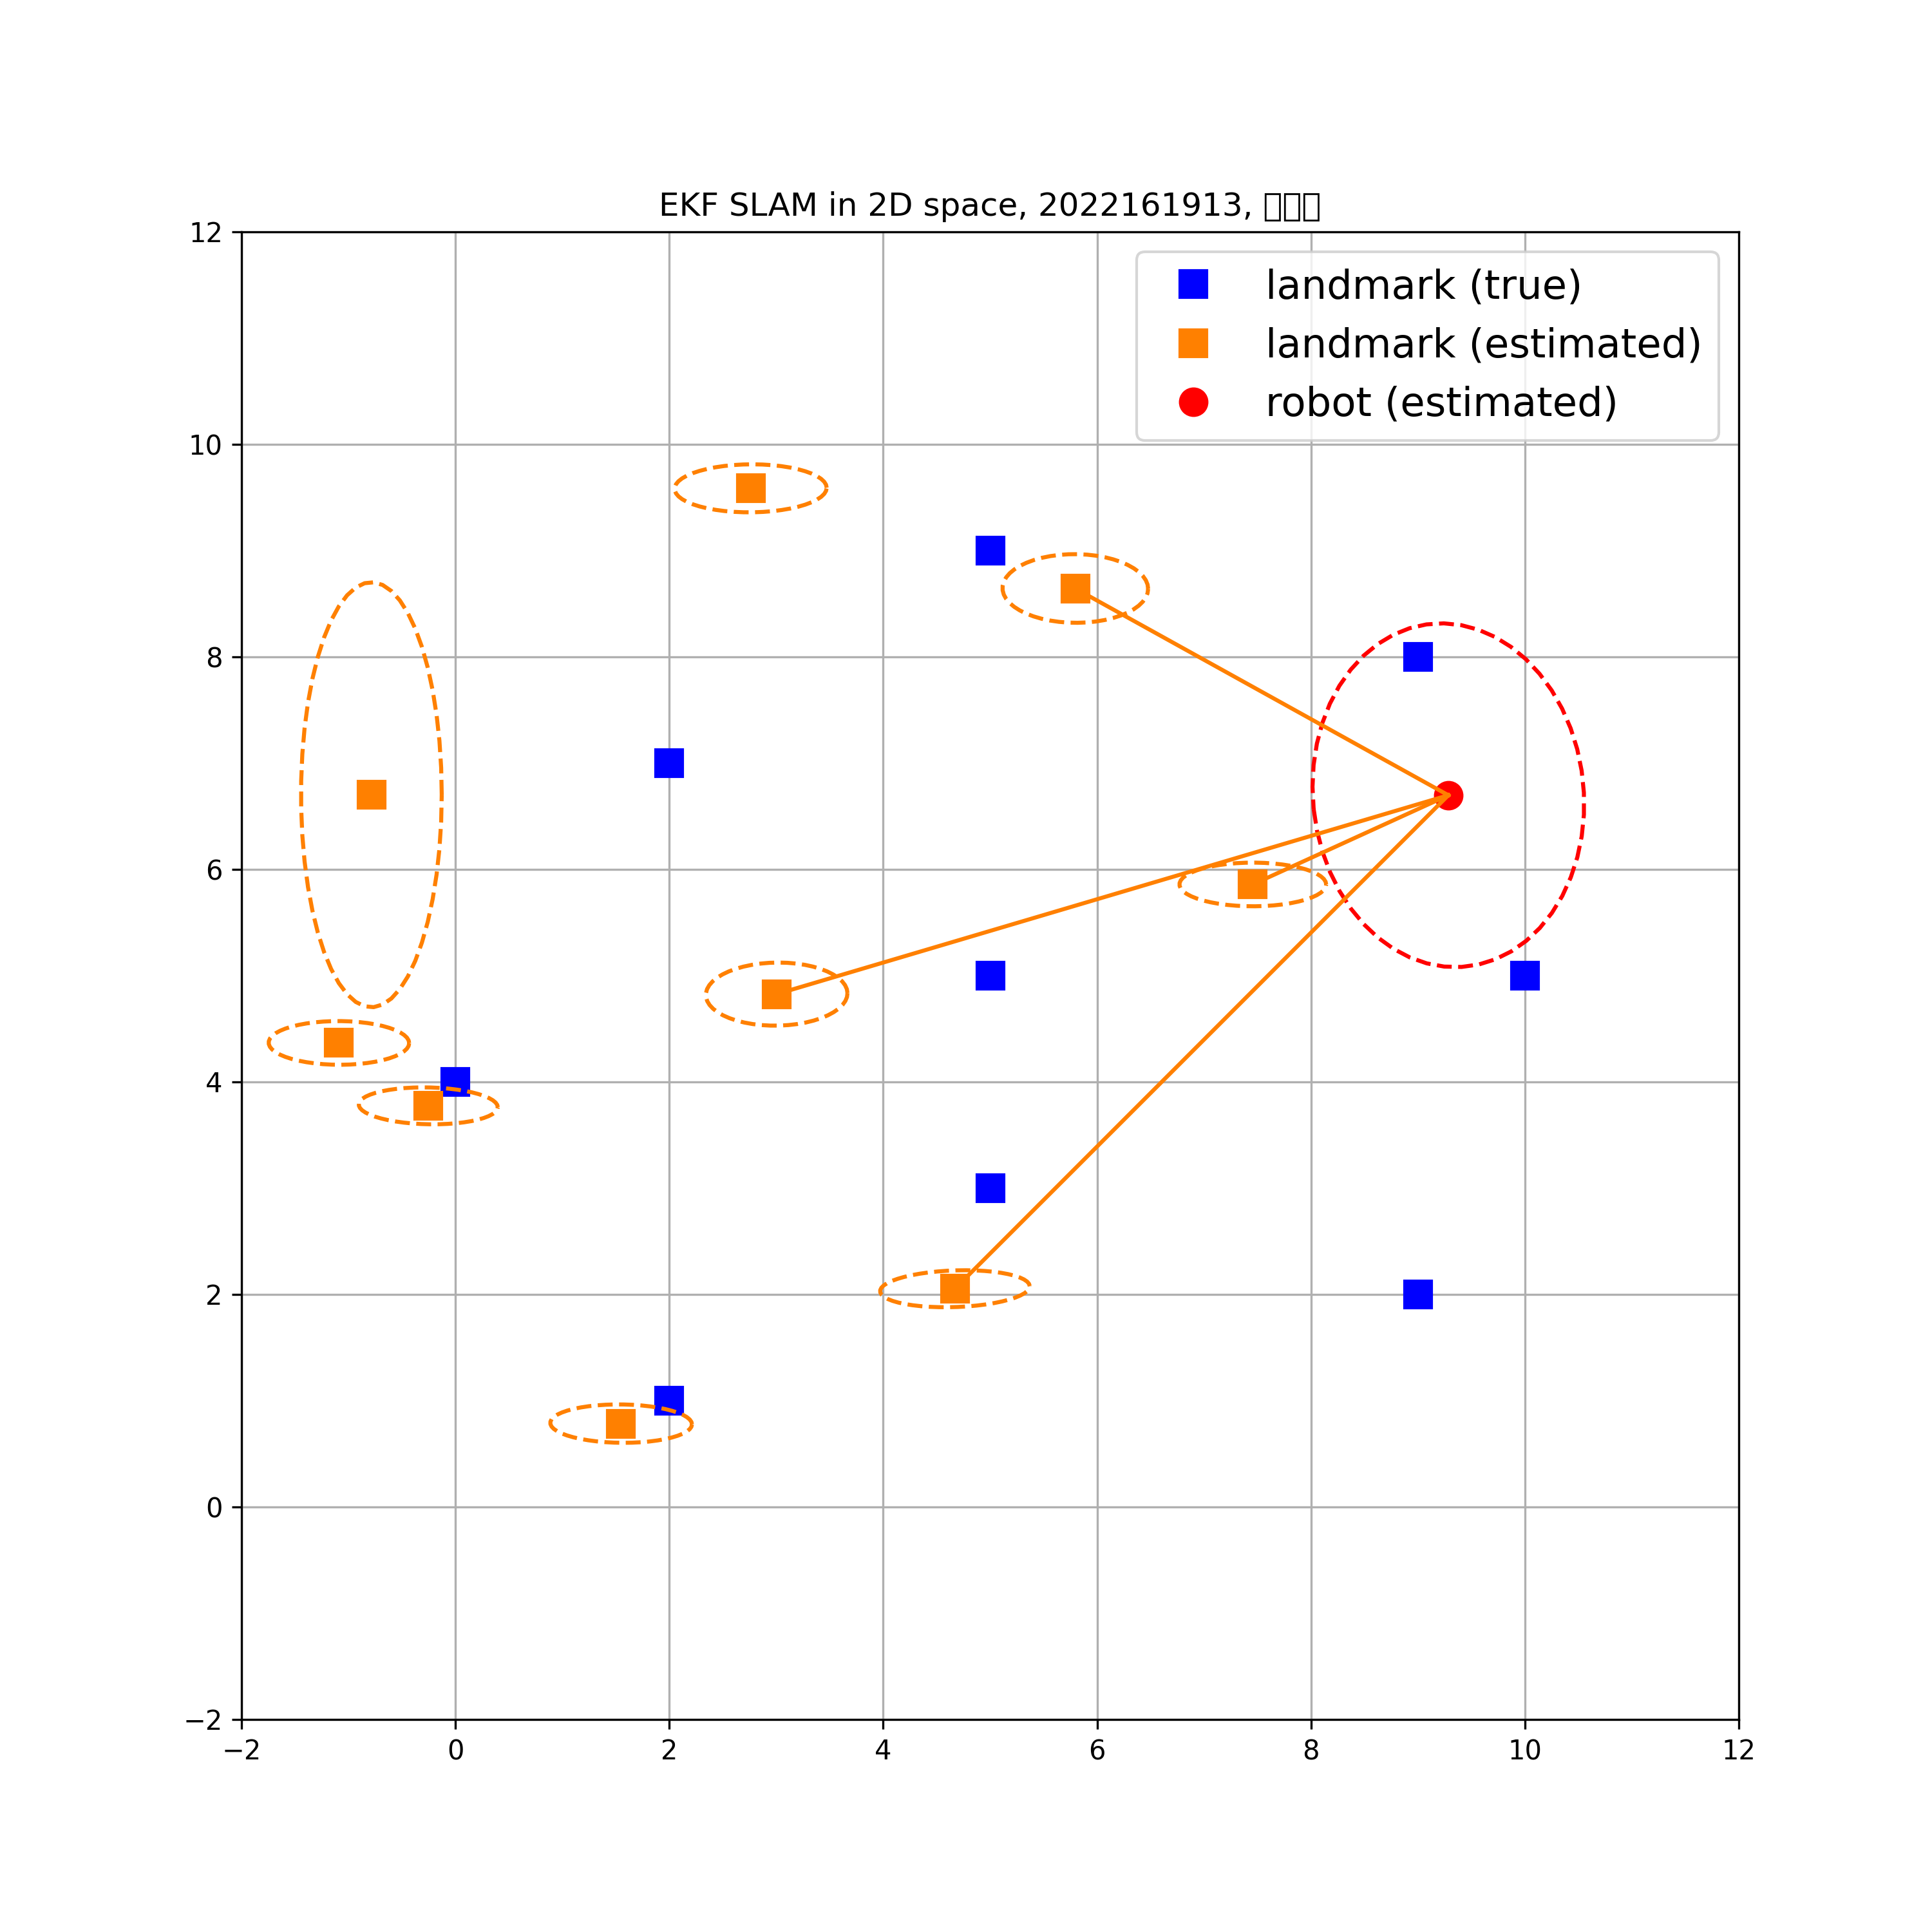 EKF SLAM in 2D space, 2022161913,
landmark (true)
landmark (estimated)
robot (estimated)
12
10
8
6
4
2
0
−2
−2 0 2 4 6 8 10 12